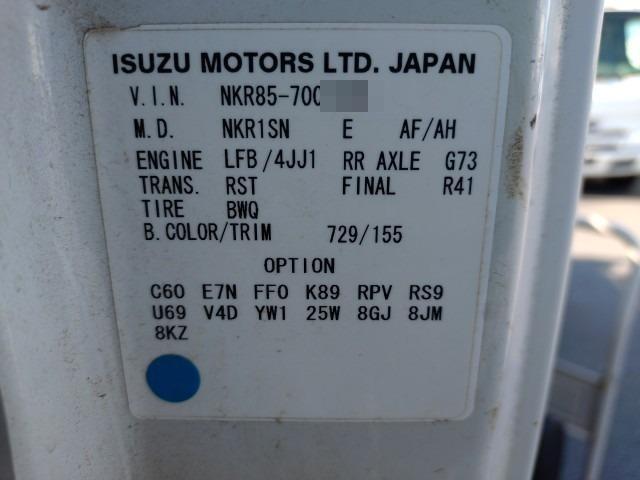 ISUZU MOTORS LTD. JAPAN
V.I.N. NKR85-700
M.D. NKR1SN E AF/AH
ENGINE LFB/4JJ1 RR AXLE G73
TRANS. RST FINAL R41
TIRE BWQ
B.COLOR/TRIM 729/155
OPTION
C60 E7N FF0 K89 RPV RS9
U69 V4D YW1 25W 8GJ 8JM
8KZ